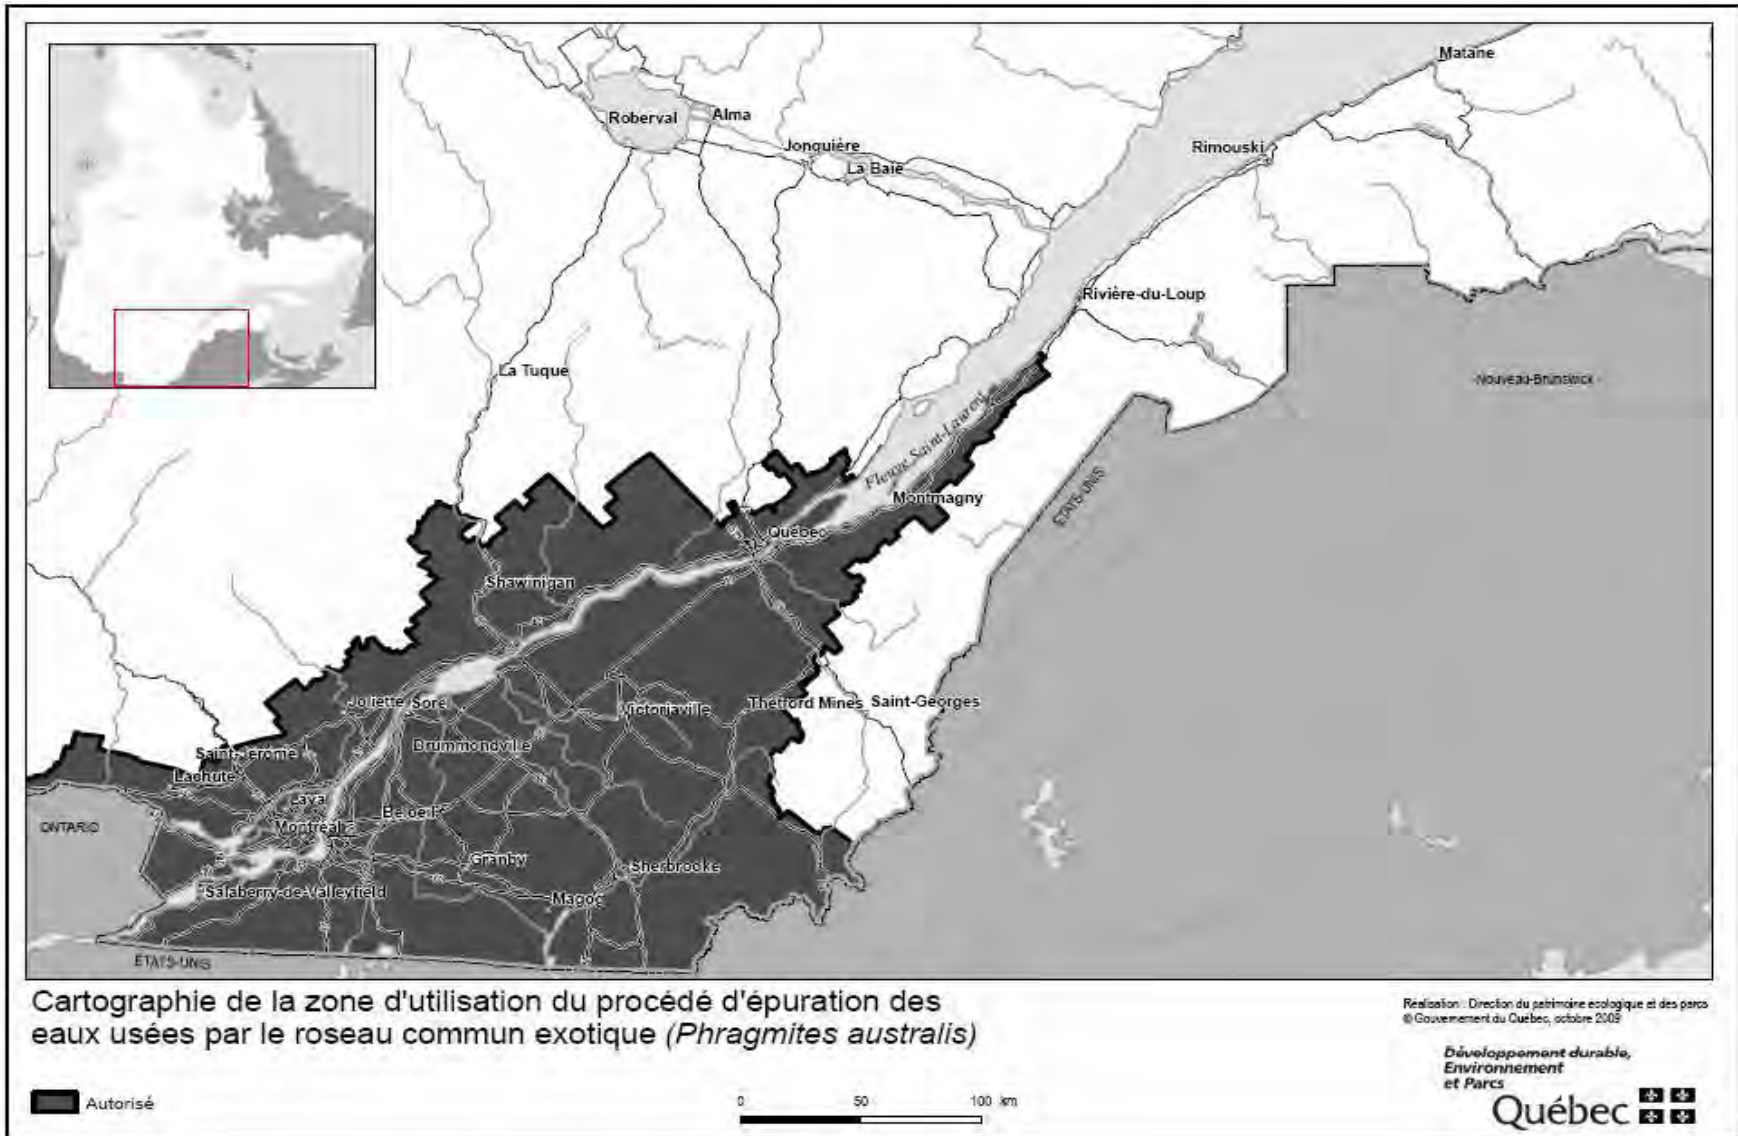 Matane
Roberval
Alma
Jonquière
Rimouski
La Baie
Rivière-du-Loup
La Tuque
Nouveau-Brunswick
Fleuve Saint-Laurent
ÉTATS-UNIS
Montmagny
Québec
Shawinigan
Joliette
Sorel
Victoriaville
Thetford Mines
Saint-Georges
Drummondville
Saint-Jérôme
Lachute
Laval
Beloeil
ONTARIO
Montréal
Granby
Sherbrooke
Salaberry-de-Valleyfield
Magog
ÉTATS-UNIS
Cartographie de la zone d'utilisation du procédé d'épuration des
eaux usées par le roseau commun exotique (Phragmites australis)
Réalisation : Direction du patrimoine écologique et des parcs
© Gouvernement du Québec, octobre 2009
Développement durable,
Environnement
et Parcs
Québec
Autorisé
0 50 100 km